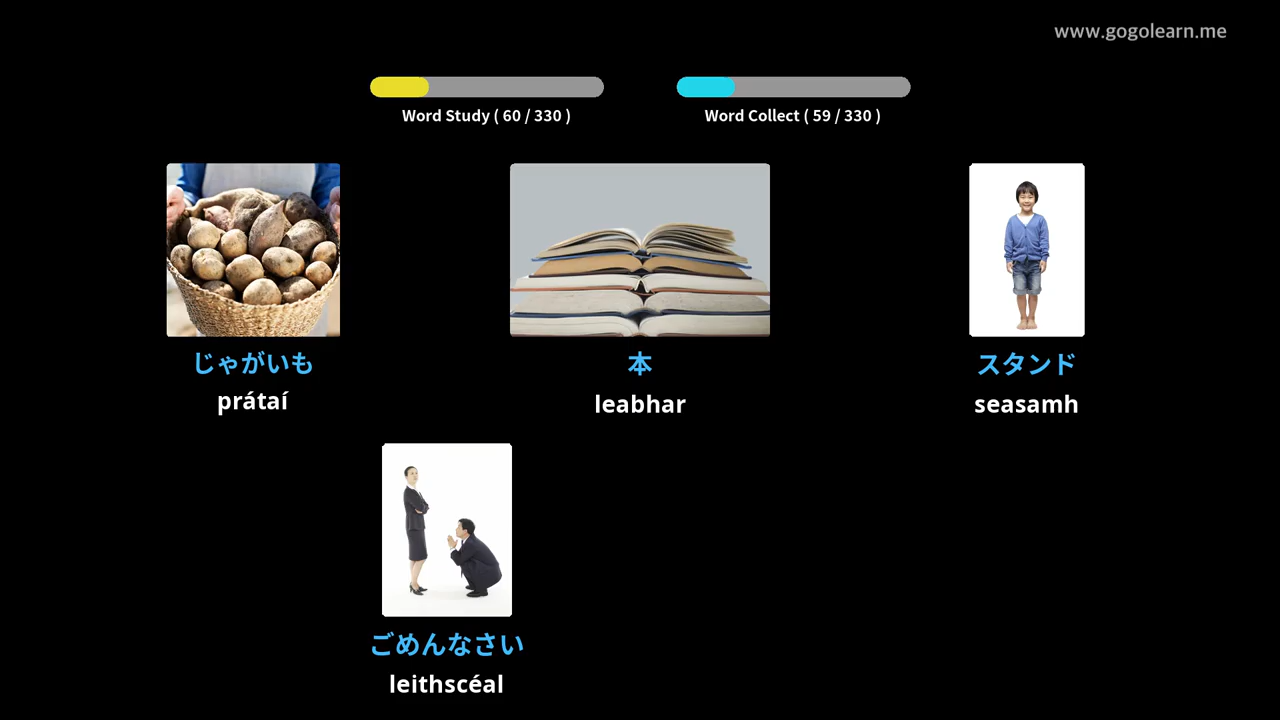 www.gogolearn.me
Word Study ( 60 / 330 )
Word Collect ( 59 / 330 )
じゃがいも
prátaí
本
leabhar
スタンド
seasamh
ごめんなさい
leithscéal